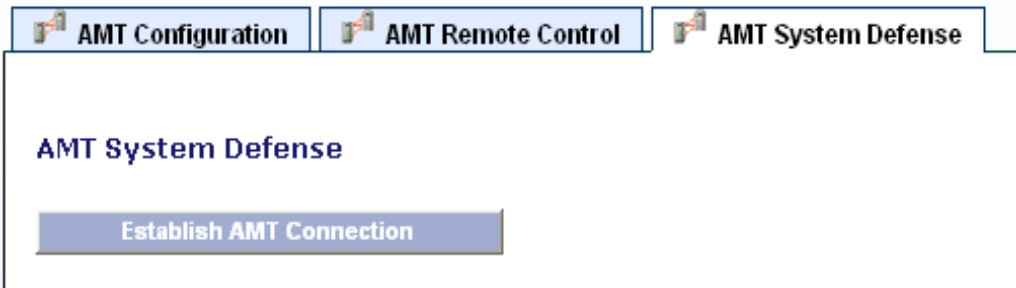 AMT Configuration AMT Remote Control AMT System Defense
AMT System Defense
Establish AMT Connection